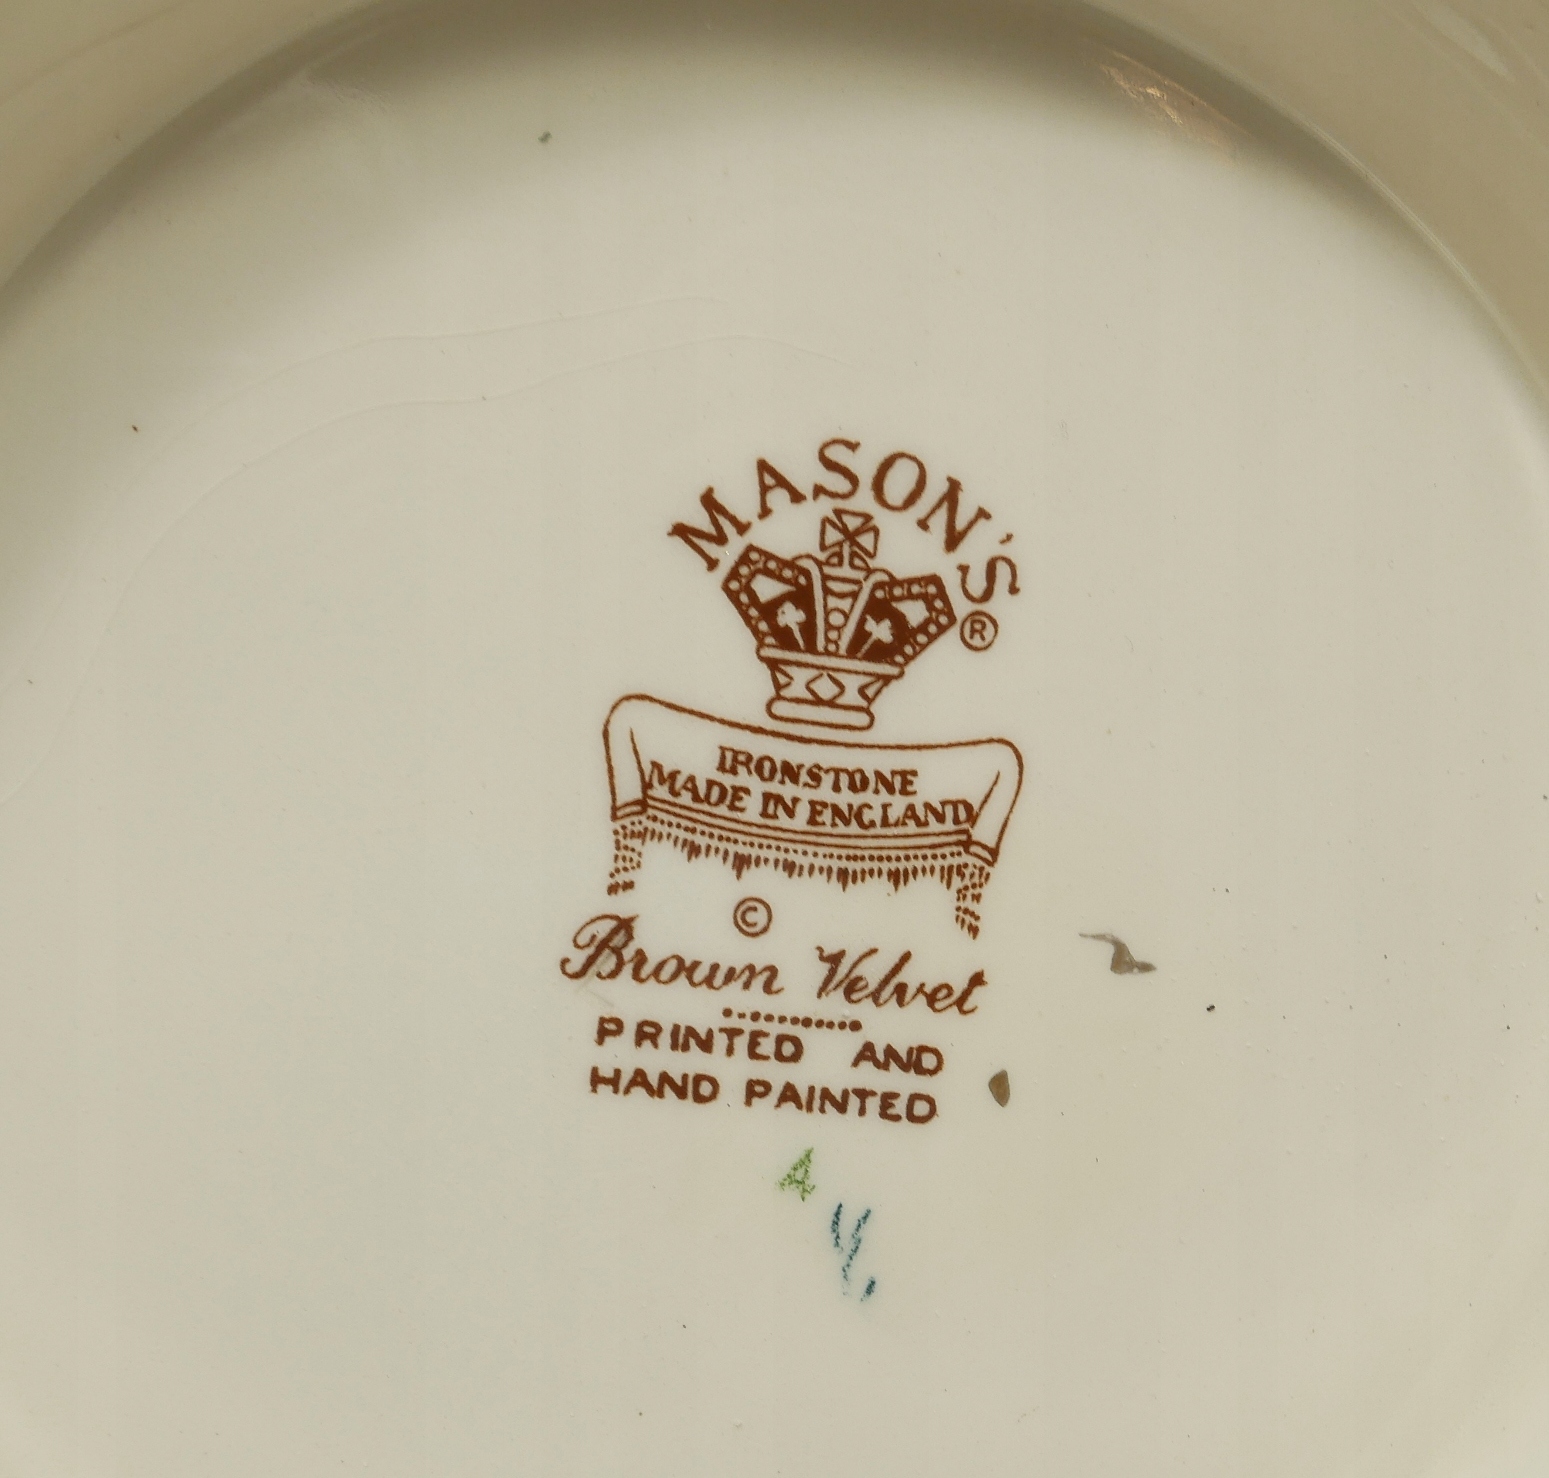 MASON'S
®
IRONSTONE
MADE IN ENGLAND
©
Brown Velvet
PRINTED AND
HAND PAINTED
A